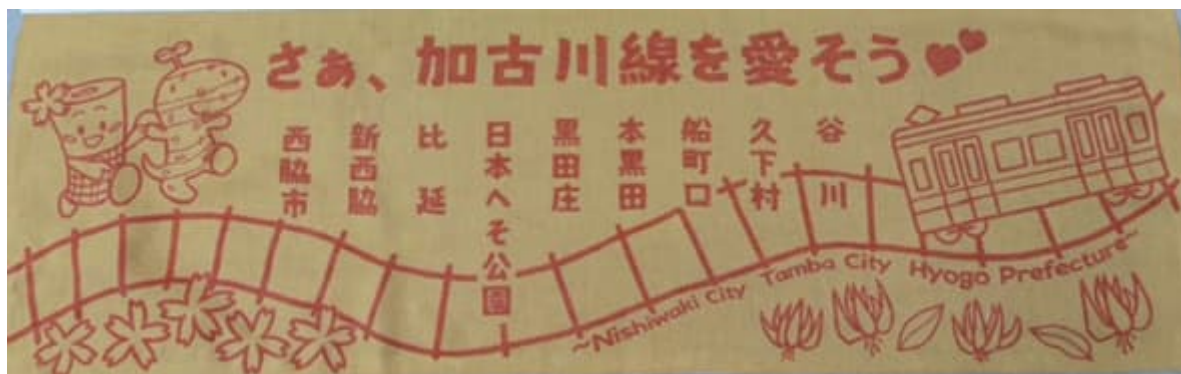 さぁ、加古川線を愛そう
西脇市
新西脇
比延
日本へそ公園
黒田庄
本黒田
船町口
久下村
谷川
~Nishiwaki City Tamba City Hyogo Prefecture~